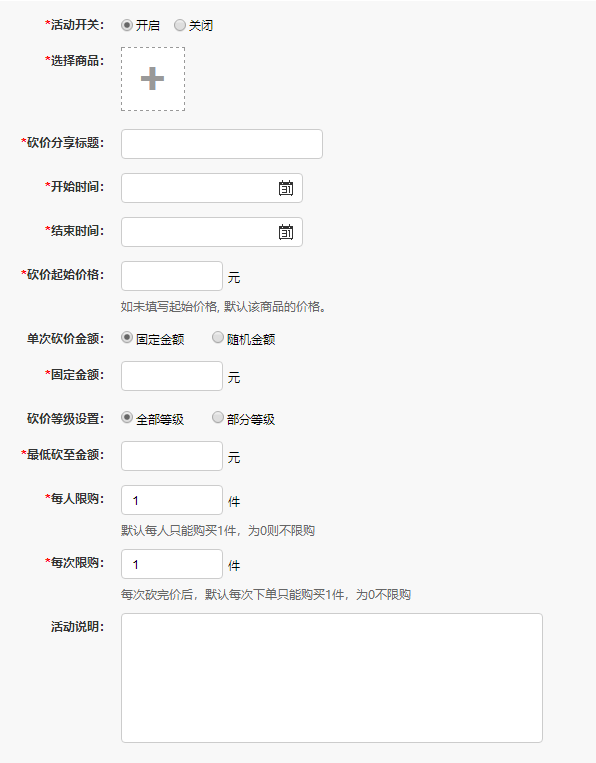 *活动开关： 开启 关闭
*选择商品：
*砍价分享标题：
*开始时间： 31
*结束时间： 31
*砍价起始价格： 元
如未填写起始价格, 默认该商品的价格。
单次砍价金额： 固定金额 随机金额
*固定金额： 元
砍价等级设置： 全部等级 部分等级
*最低砍至金额： 元
*每人限购： 1 件
默认每人只能购买1件，为0则不限购
*每次限购： 1 件
每次砍完价后，默认每次下单只能购买1件，为0不限购
活动说明：